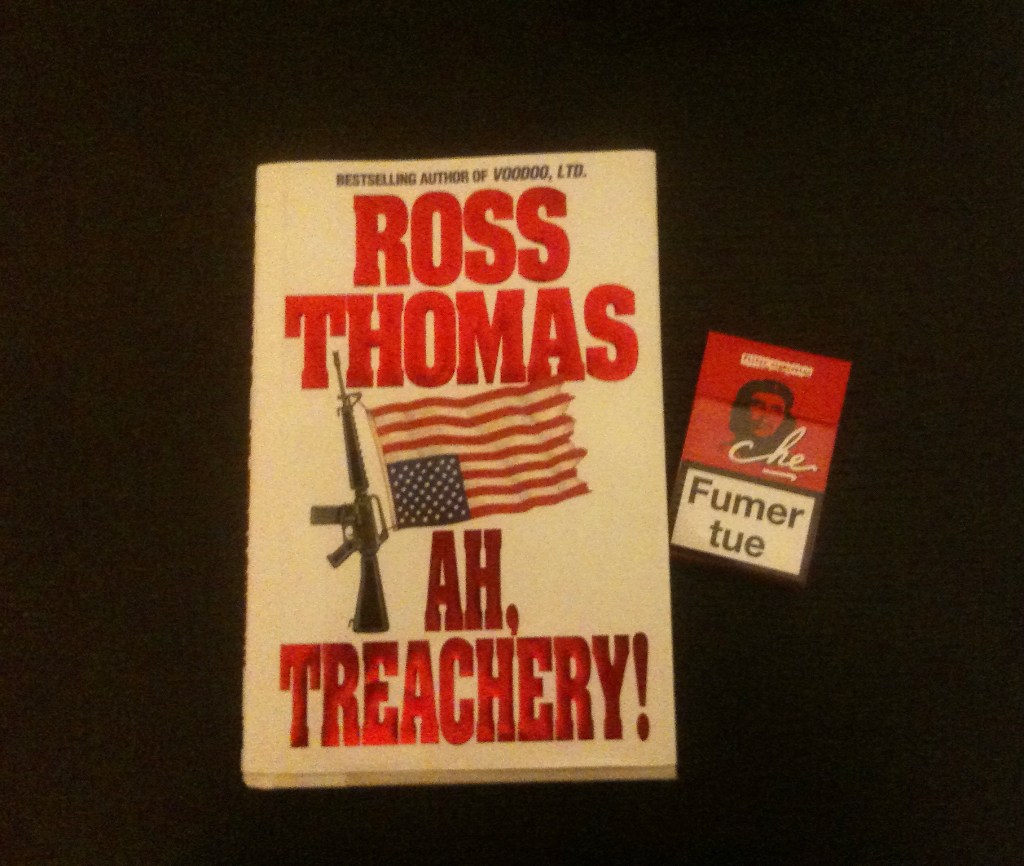 BESTSELLING AUTHOR OF VOODOO, LTD.
ROSS
THOMAS
AH,
TREACHERY!
che
Fumer
tue